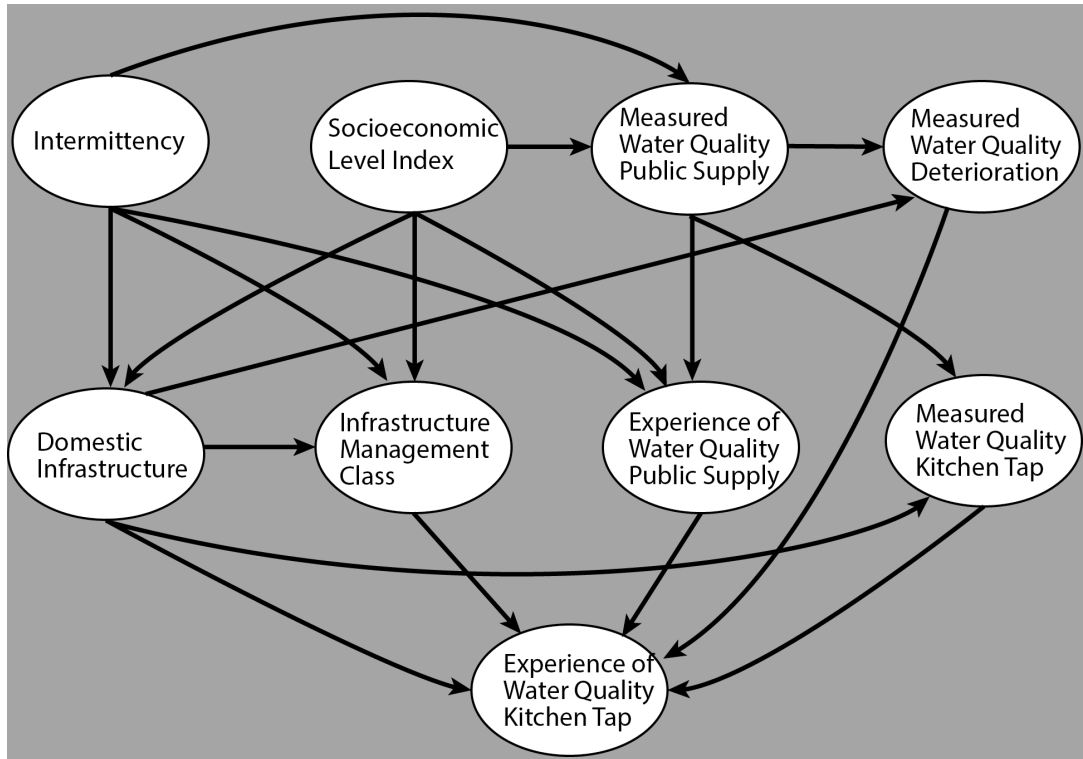 Intermittency
Socioeconomic
Level Index
Measured
Water Quality
Public Supply
Measured
Water Quality
Deterioration
Domestic
Infrastructure
Infrastructure
Management
Class
Experience of
Water Quality
Public Supply
Measured
Water Quality
Kitchen Tap
Experience of
Water Quality
Kitchen Tap